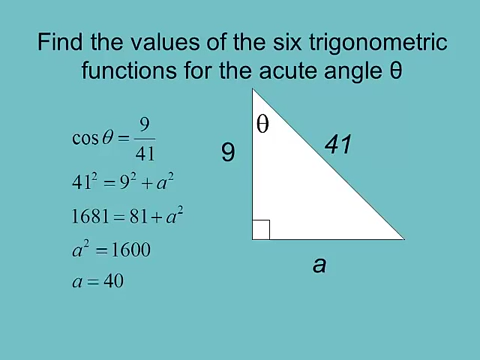 Find the values of the six trigonometric
functions for the acute angle θ
cos θ = 9/41
41² = 9² + a²
1681 = 81 + a²
a² = 1600
a = 40
θ
9
41
a